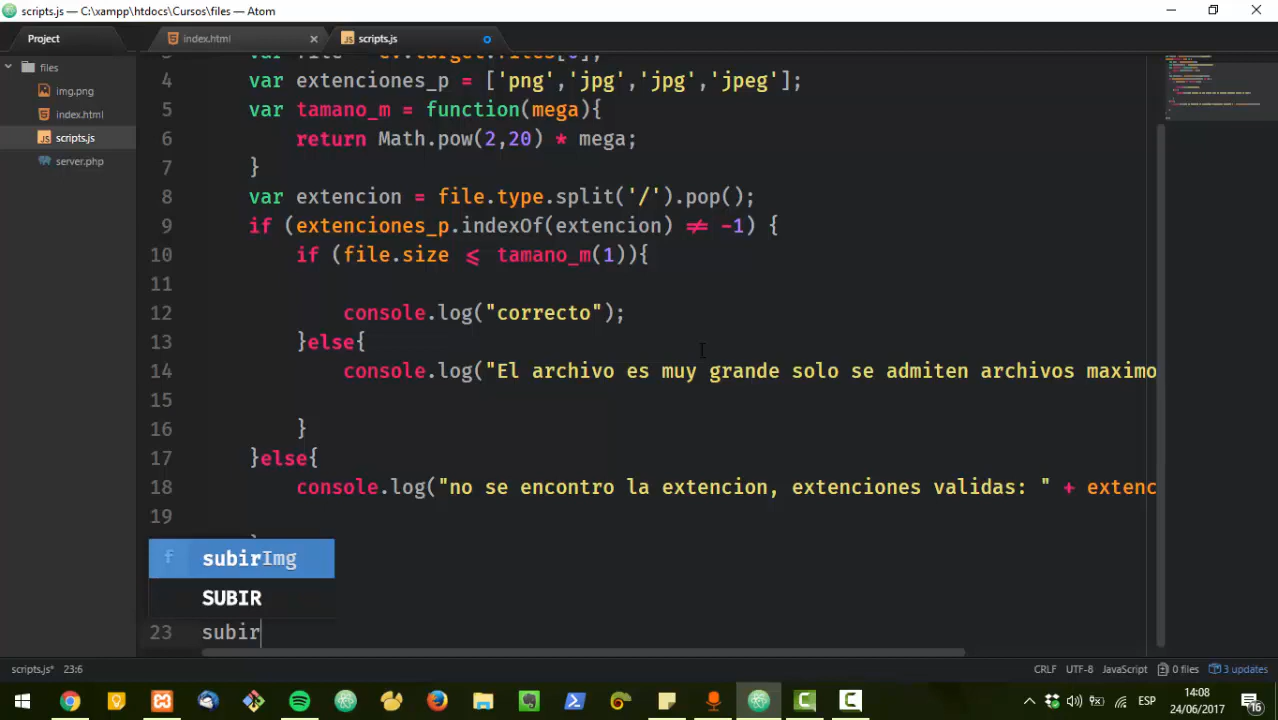 scripts.js — C:\xampp\htdocs\Cursos\files — Atom
Project
index.html
scripts.js
files
img.png
index.html
scripts.js
server.php
4 var extenciones_p = ['png','jpg','jpg','jpeg'];
5 var tamano_m = function(mega){
6 return Math.pow(2,20) * mega;
7 }
8 var extencion = file.type.split('/').pop();
9 if (extenciones_p.indexOf(extencion) ≠ -1) {
10 if (file.size ⩽ tamano_m(1)){
11
12 console.log("correcto");
13 }else{
14 console.log("El archivo es muy grande solo se admiten archivos maximo
15
16 }
17 }else{
18 console.log("no se encontro la extencion, extenciones validas: " + extenc
19
f subirImg
SUBIR
23 subir
scripts.js* 23:6
CRLF UTF-8 JavaScript 0 files 3 updates
ESP
14:08
24/06/2017
16